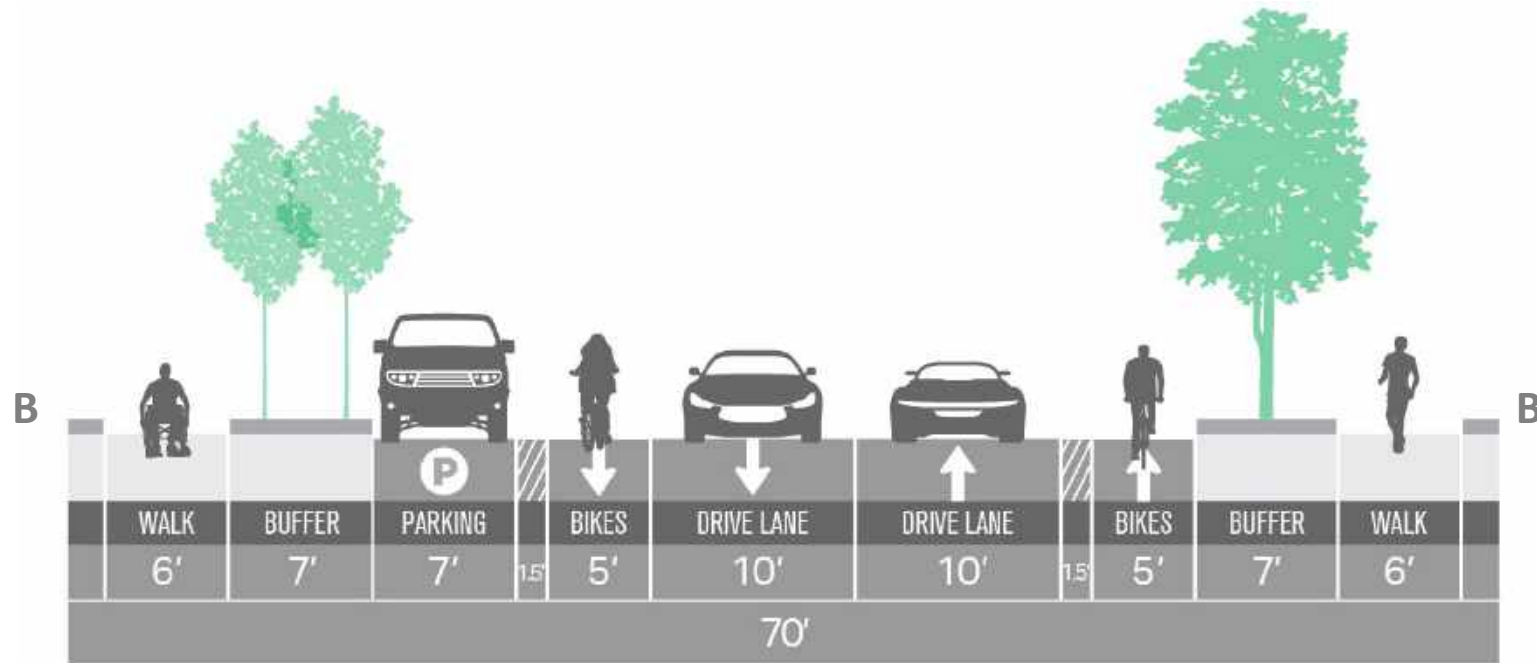 B B
P
WALK BUFFER PARKING BIKES DRIVE LANE DRIVE LANE BIKES BUFFER WALK
6' 7' 7' 1.5' 5' 10' 10' 1.5' 5' 7' 6'
70'